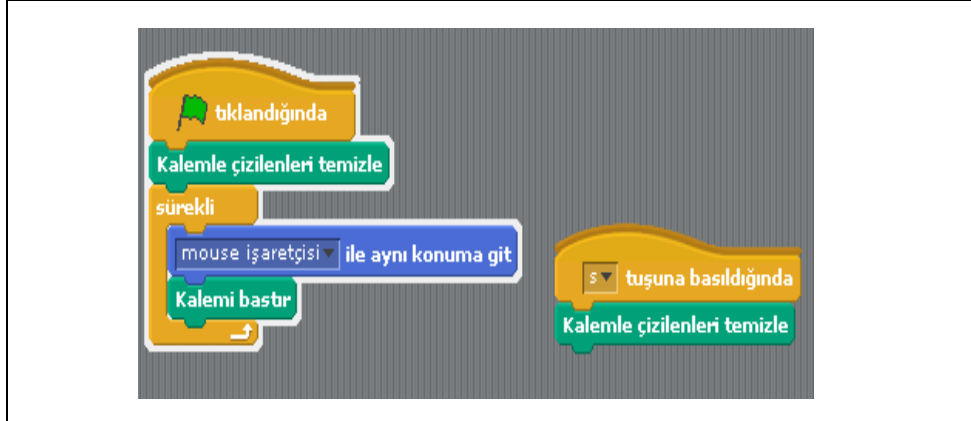 tıklandığında
Kalemle çizilenleri temizle
sürekli
mouse işaretçisi ile aynı konuma git
Kalemi bastır
s tuşuna basıldığında
Kalemle çizilenleri temizle